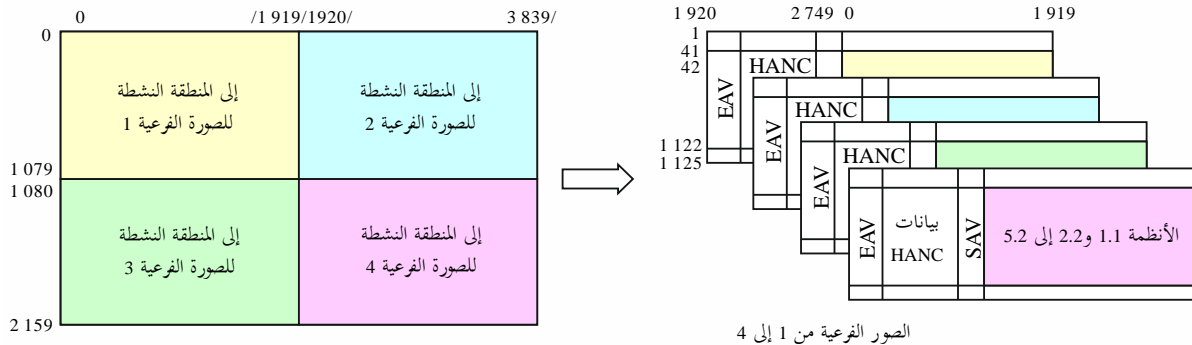 0 /1 919/1920/ 3 839/
0
إلى المنطقة النشطة
للصورة الفرعية 1
إلى المنطقة النشطة
للصورة الفرعية 2
1 079
1 080
إلى المنطقة النشطة
للصورة الفرعية 3
إلى المنطقة النشطة
للصورة الفرعية 4
2 159
1 920 2 749 0 1 919
1
41
42
1 122
1 125
EAV
HANC
EAV
HANC
EAV
HANC
EAV
بيانات
HANC
SAV
الأنظمة 1.1 و2.2 إلى 5.2
الصور الفرعية من 1 إلى 4